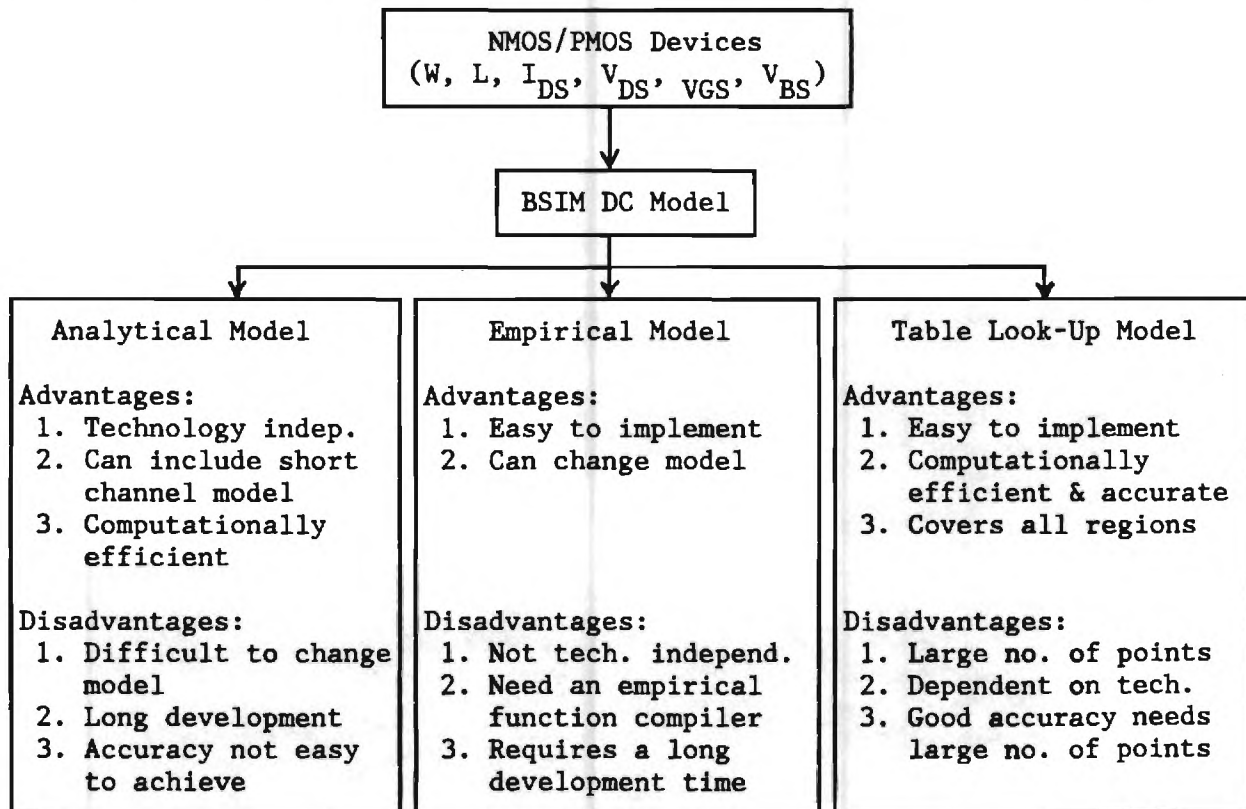 NMOS/PMOS Devices
(W, L, I_DS, V_DS, VGS, V_BS)
BSIM DC Model
Analytical Model
Advantages:
1. Technology indep.
2. Can include short
channel model
3. Computationally
efficient
Disadvantages:
1. Difficult to change
model
2. Long development
3. Accuracy not easy
to achieve
Empirical Model
Advantages:
1. Easy to implement
2. Can change model
Disadvantages:
1. Not tech. independ.
2. Need an empirical
function compiler
3. Requires a long
development time
Table Look-Up Model
Advantages:
1. Easy to implement
2. Computationally
efficient & accurate
3. Covers all regions
Disadvantages:
1. Large no. of points
2. Dependent on tech.
3. Good accuracy needs
large no. of points